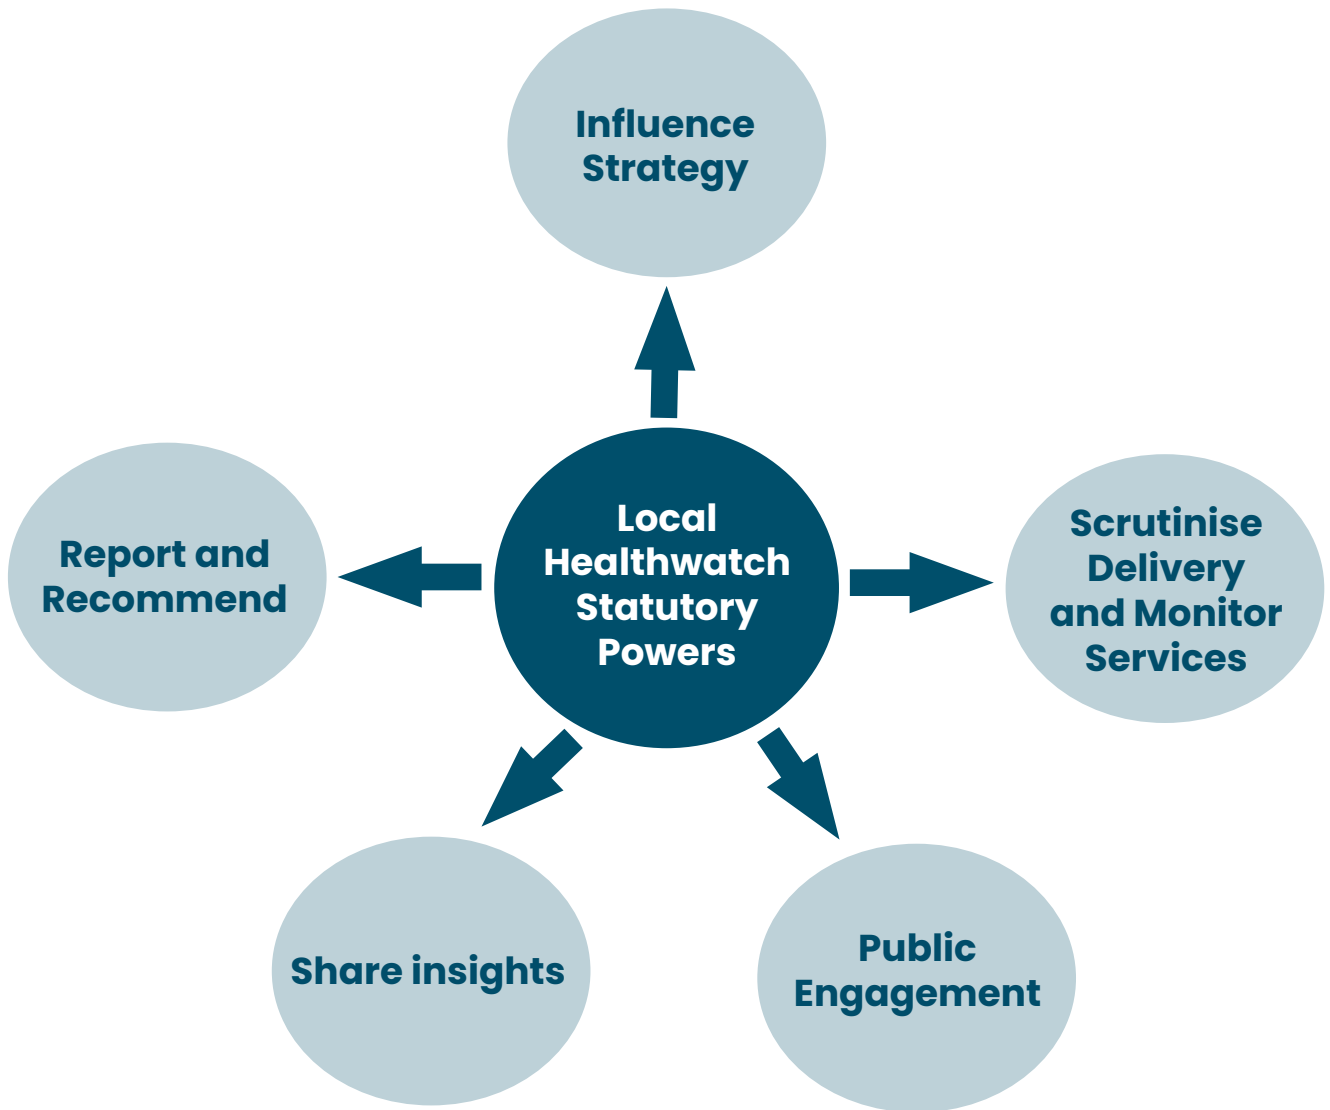 Influence
Strategy
Local
Healthwatch
Statutory
Powers
Scrutinise
Delivery
and Monitor
Services
Report and
Recommend
Share insights
Public
Engagement